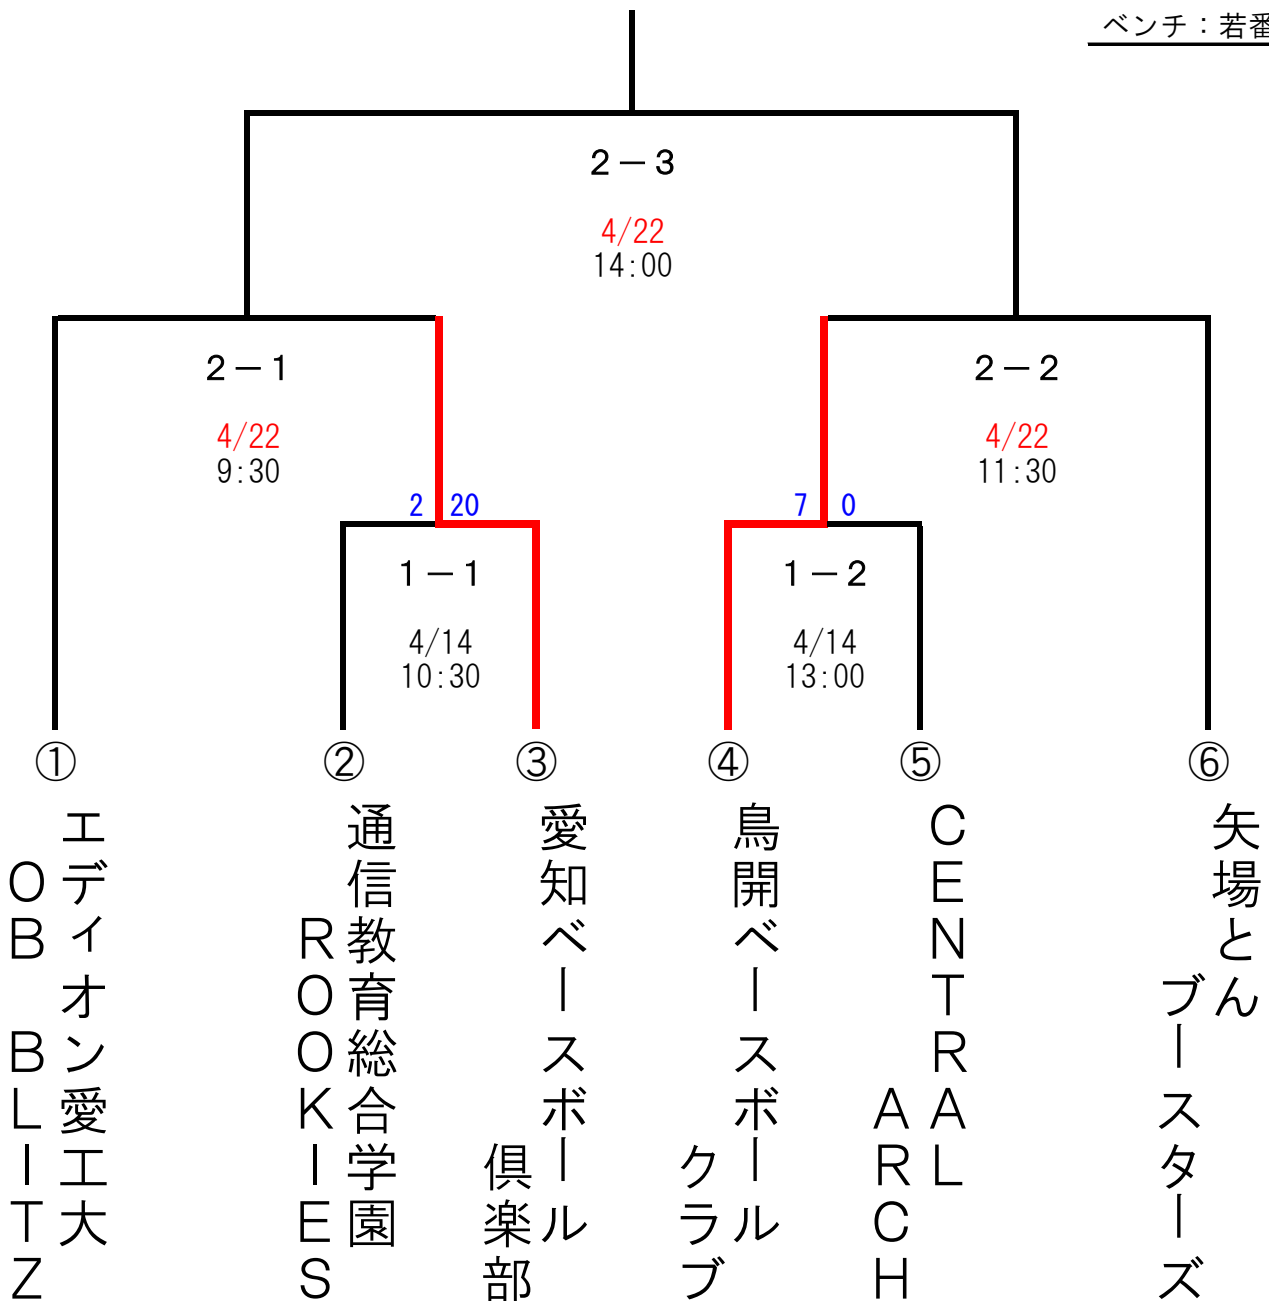 ベンチ：若番
２－３
4/22
14:00
２－１
4/22
9:30
２－２
4/22
11:30
2 20
7 0
１－１
4/14
10:30
１－２
4/14
13:00
①
②
③
④
⑤
⑥
エディオン愛工大
ＯＢ ＢＬＩＴＺ
通信教育総合学園
ＲＯＯＫＩＥＳ
愛知ベースボール
倶楽部
鳥開ベースボール
クラブ
ＣＥＮＴＲＡＬ
ＡＲＣＨ
矢場とん
ブースターズ